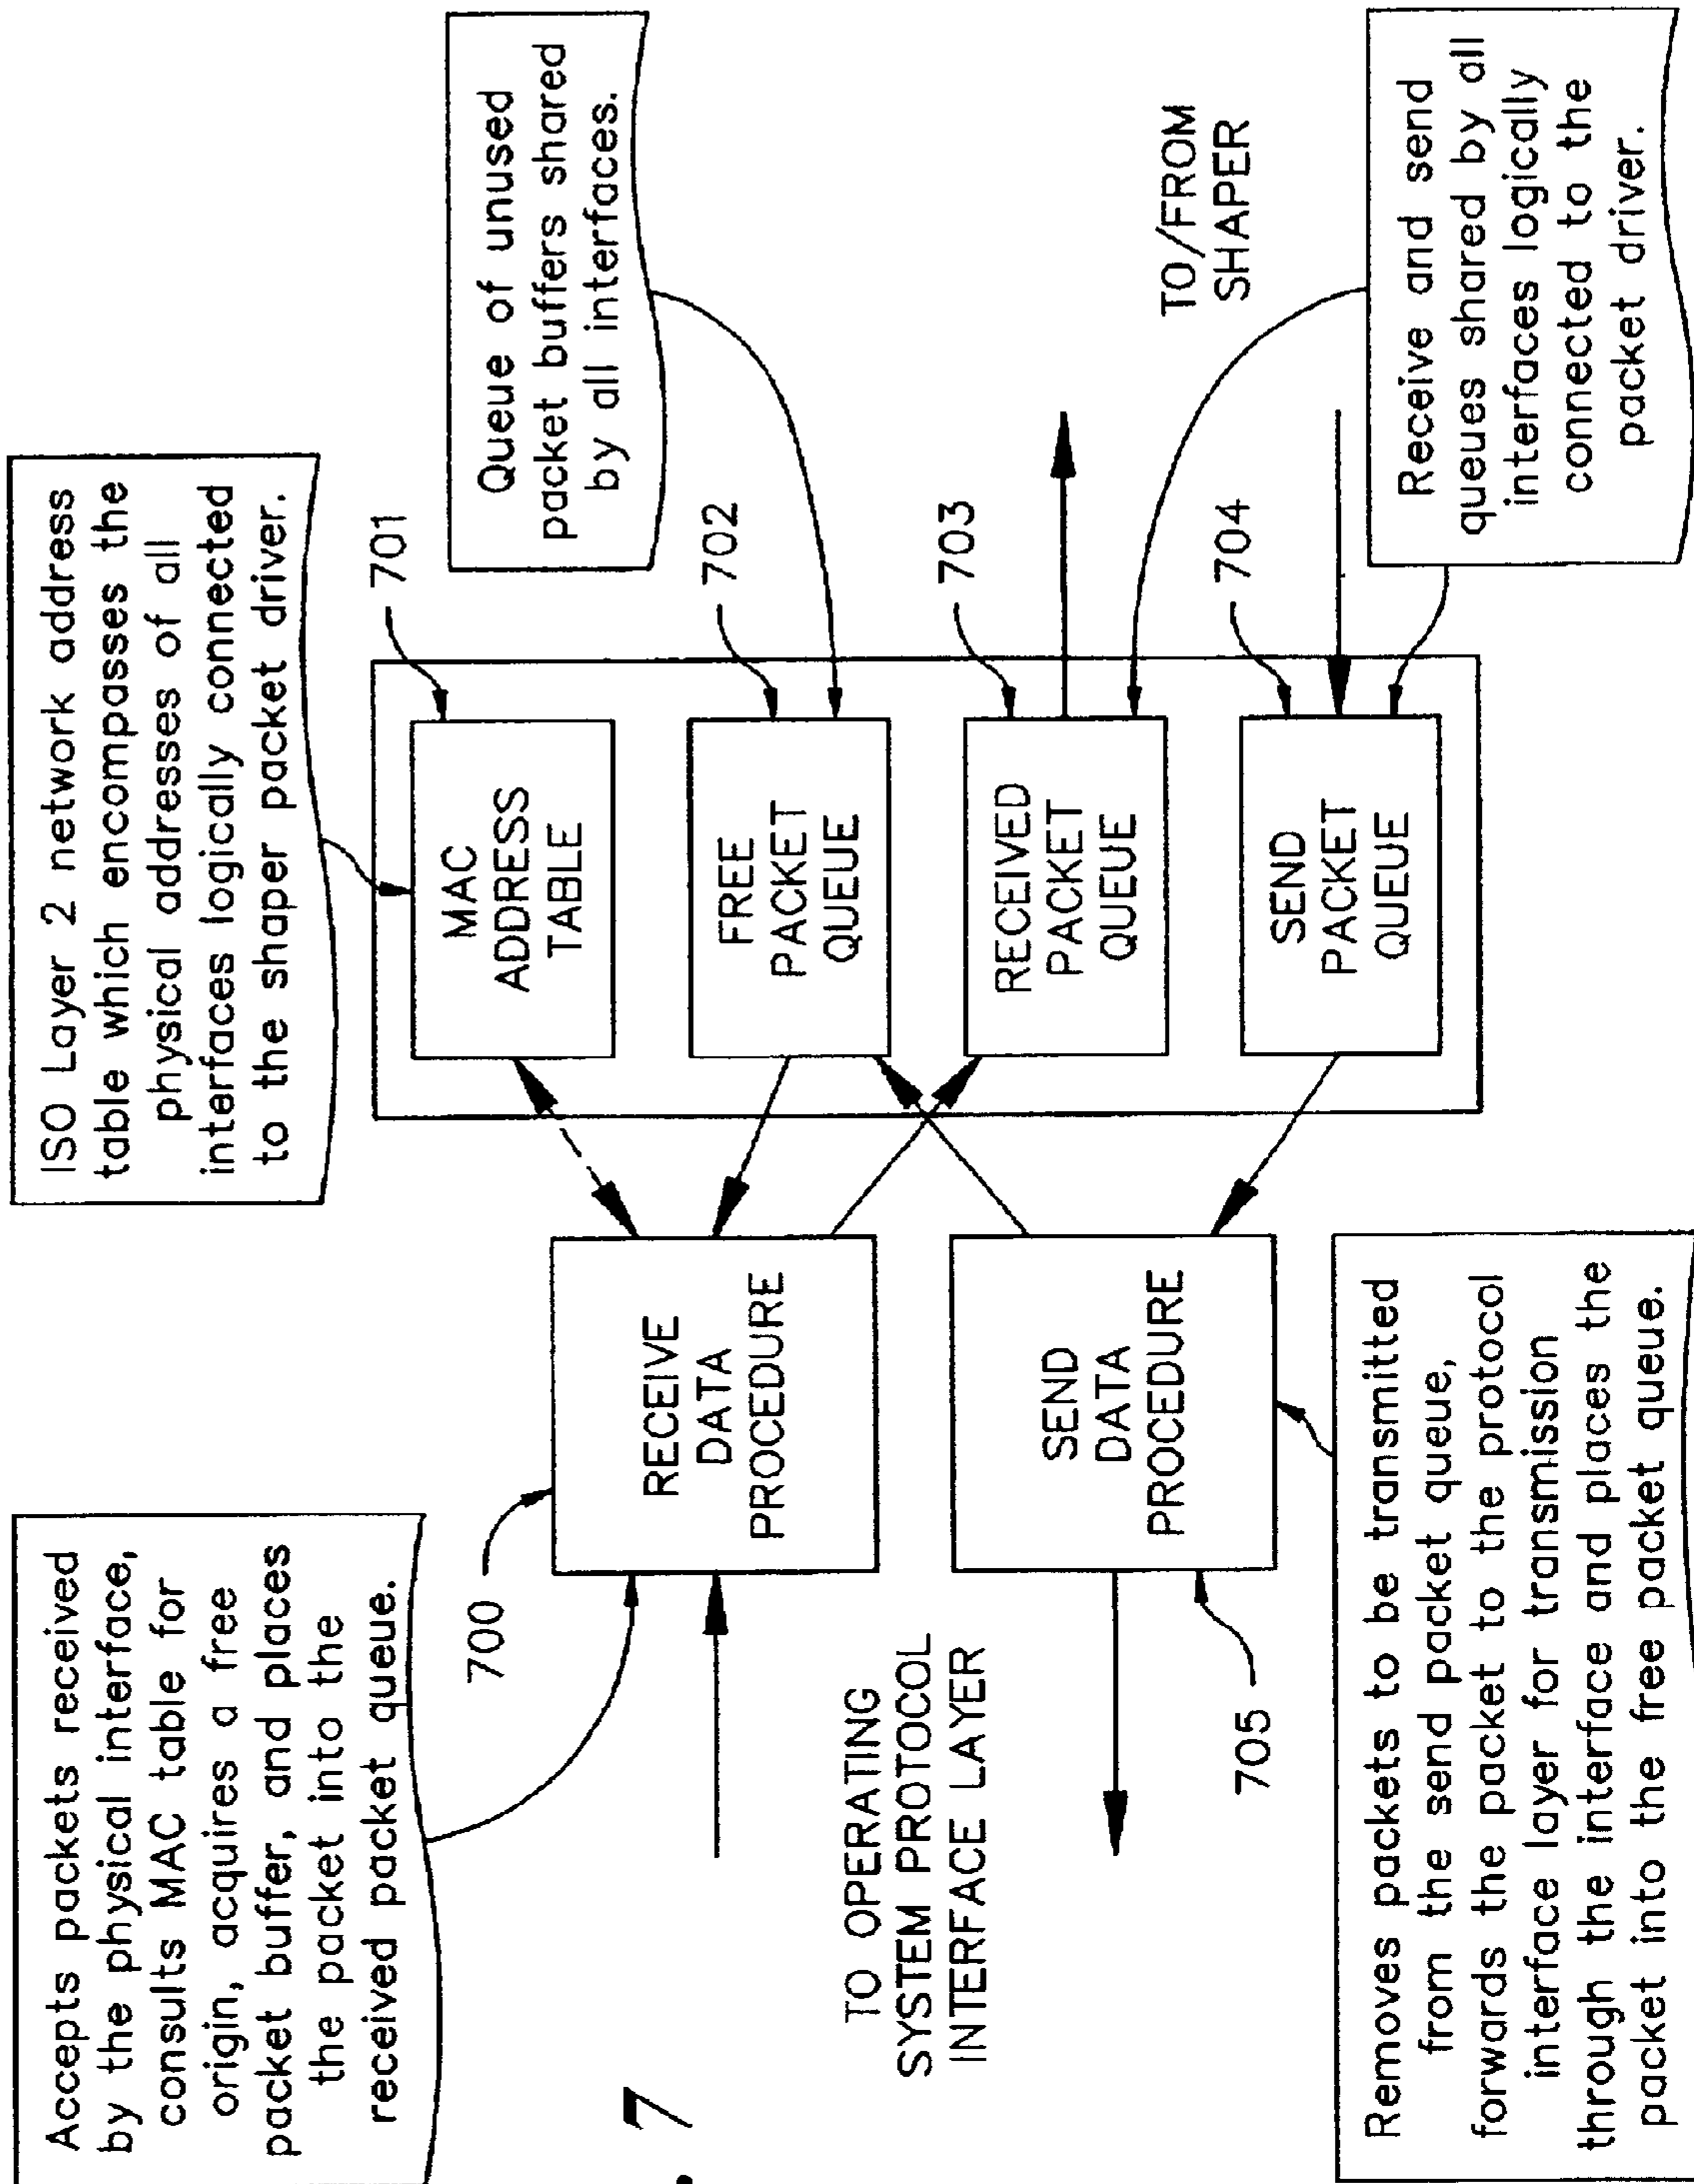 Accepts packets received
by the physical interface,
consults MAC table for
origin, acquires a free
packet buffer, and places
the packet into the
received packet queue.
ISO Layer 2 network address
table which encompasses the
physical addresses of all
interfaces logically connected
to the shaper packet driver.
Queue of unused
packet buffers shared
by all interfaces.
700
701
702
703
704
705
RECEIVE
DATA
PROCEDURE
MAC
ADDRESS
TABLE
FREE
PACKET
QUEUE
RECEIVED
PACKET
QUEUE
SEND
PACKET
QUEUE
SEND
DATA
PROCEDURE
TO OPERATING
SYSTEM PROTOCOL
INTERFACE LAYER
TO/FROM
SHAPER
Removes packets to be transmitted
from the send packet queue,
forwards the packet to the protocol
interface layer for transmission
through the interface and places the
packet into the free packet queue.
Receive and send
queues shared by all
interfaces logically
connected to the
packet driver.
. 7